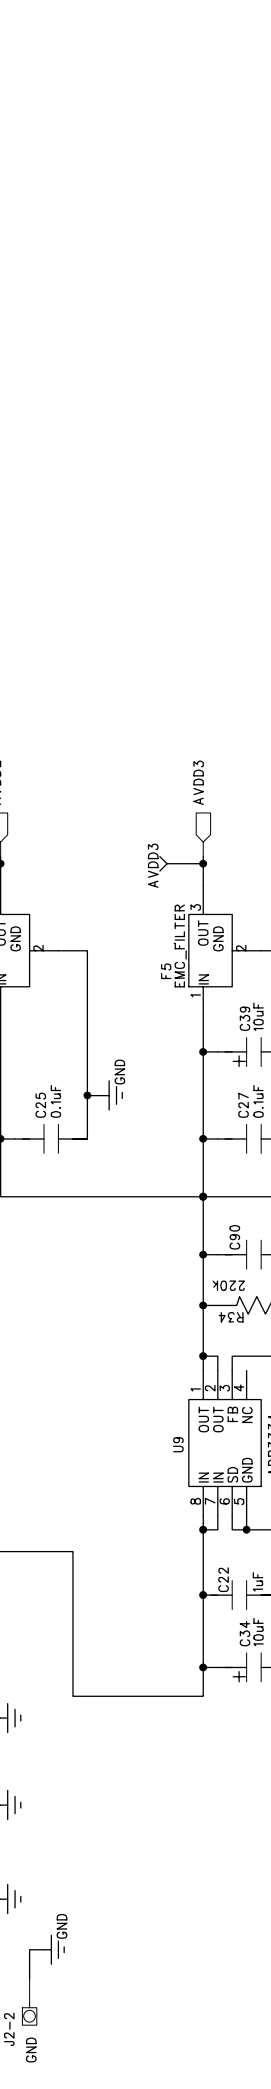 AVDD3
AVDD3
F5
EMC_FILTER
OUT
GND
IN
1
3
2
OUT
GND
IN
2
C25
0.1uF
GND
C39
10uF
C27
0.1uF
C90
220k
R34
U9
1
2
3
4
OUT
OUT
FB
NC
IN
IN
SD
GND
8
7
6
5
C22
1uF
C34
10uF
J2-2
GND
GND